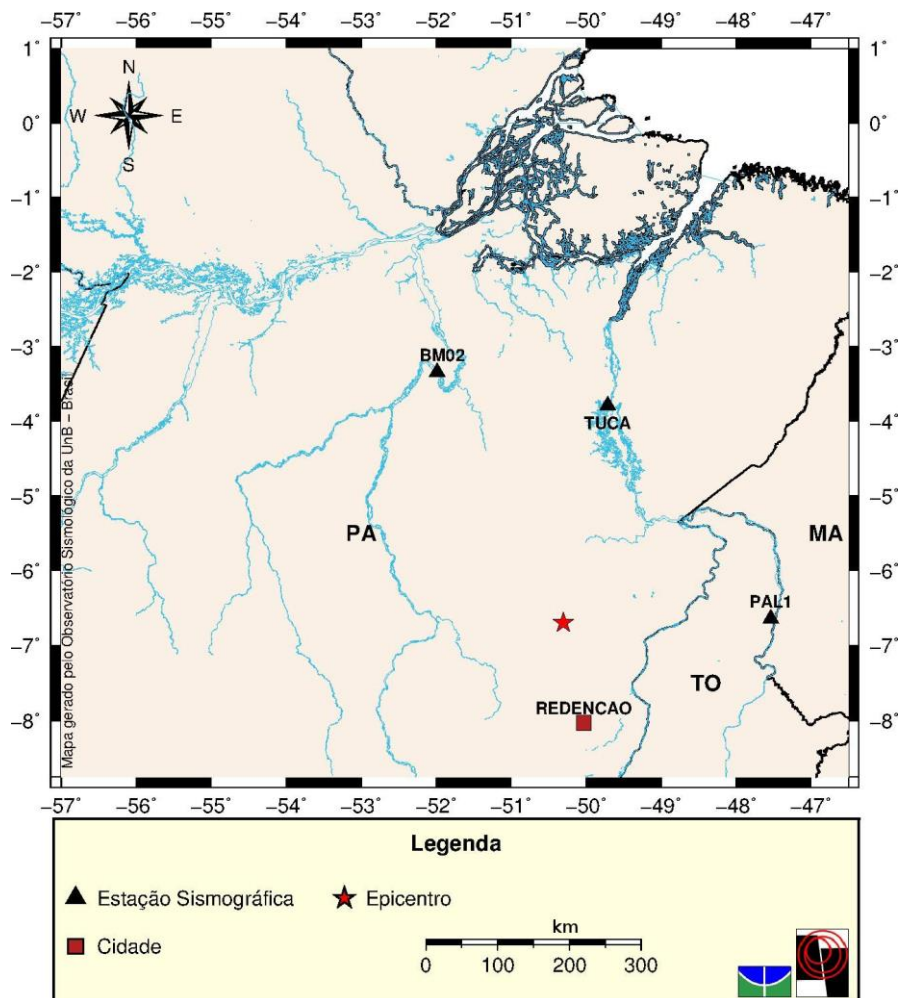 −57 −56 −55 −54 −53 −52 −51 −50 −49 −48 −47
1° 1°
N
W E
S
0° 0°
−1° −1°
−2° −2°
−3° −3°
BM02
TUCA
−4° −4°
−5° −5°
PA
MA
−6° −6°
PAL1
−7° −7°
TO
REDENCAO
−8° −8°
Mapa gerado pelo Observatório Sismológico da UnB − Brasil
−57 −56 −55 −54 −53 −52 −51 −50 −49 −48 −47
Legenda
Estação Sismográfica Epicentro
Cidade
km
0 100 200 300